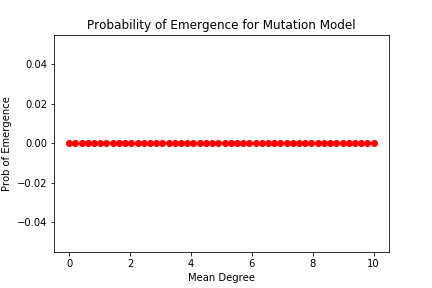 Probability of Emergence for Mutation Model
Prob of Emergence
0.04
0.02
0.00
−0.02
−0.04
0 2 4 6 8 10
Mean Degree